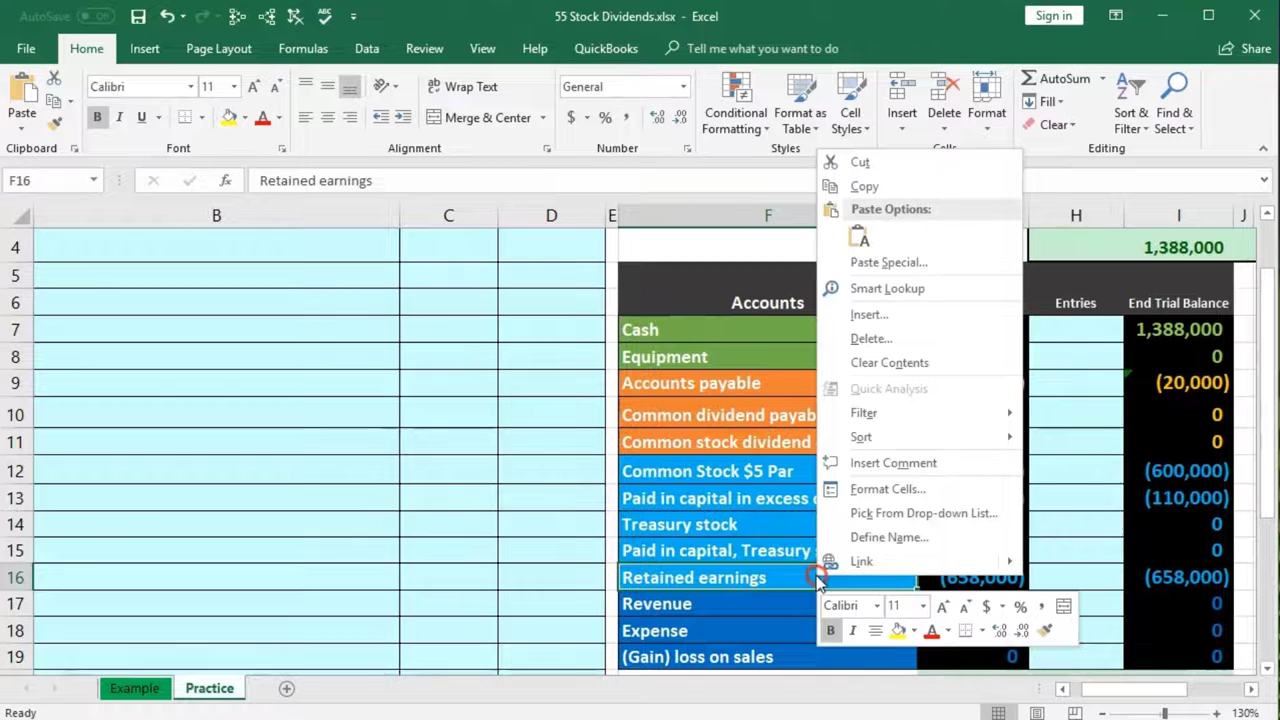 AutoSave Off
55 Stock Dividends.xlsx - Excel
Sign in
File Home Insert Page Layout Formulas Data Review View Help QuickBooks Tell me what you want to do Share
Paste
Clipboard
Calibri 11
B I U A
Font
Wrap Text
Merge & Center
Alignment
General
$ % ,
Number
Conditional Formatting
Format as Table
Cell Styles
Styles
Insert Delete Format
Cells
AutoSum
Fill
Clear
Sort & Filter
Find & Select
Editing
F16 fx Retained earnings
B C D E F H I J
4 1,388,000
5
6 Accounts Entries End Trial Balance
7 Cash 1,388,000
8 Equipment 0
9 Accounts payable (20,000)
10 Common dividend payab 0
11 Common stock dividend 0
12 Common Stock $5 Par (600,000)
13 Paid in capital in excess (110,000)
14 Treasury stock 0
15 Paid in capital, Treasury 0
16 Retained earnings (658,000) (658,000)
17 Revenue 0
18 Expense 0
19 (Gain) loss on sales 0 0
Cut
Copy
Paste Options:
Paste Special...
Smart Lookup
Insert...
Delete...
Clear Contents
Quick Analysis
Filter
Sort
Insert Comment
Format Cells...
Pick From Drop-down List...
Define Name...
Link
Calibri 11 A A $ % ,
B I A
Example Practice
Ready 130%